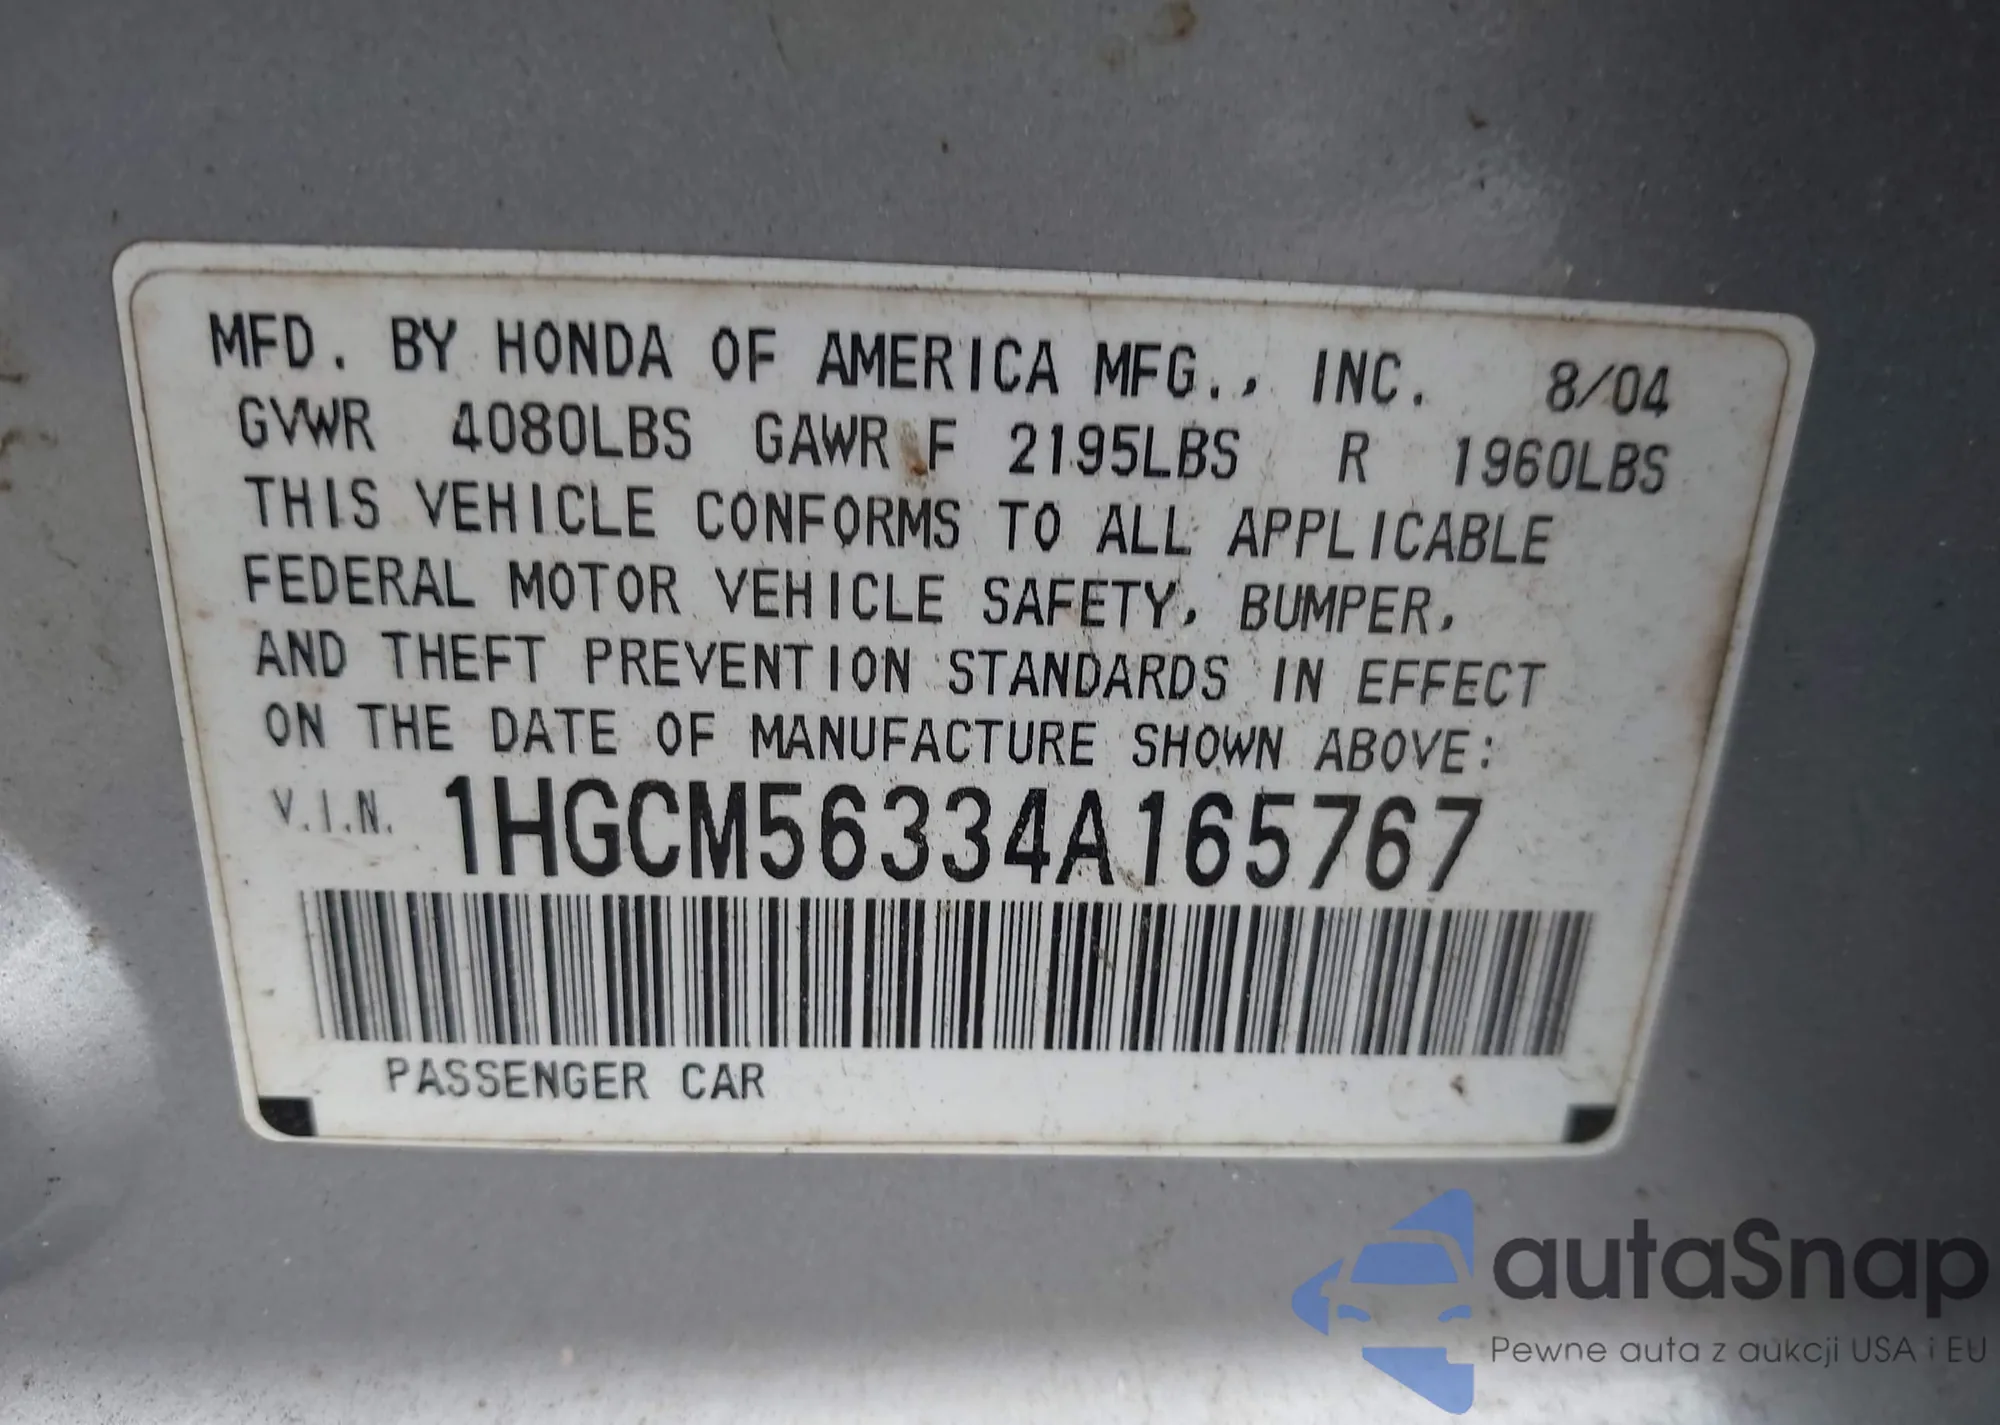 MFD. BY HONDA OF AMERICA MFG., INC. 8/04
GVWR 4080LBS GAWR F 2195LBS R 1960LBS
THIS VEHICLE CONFORMS TO ALL APPLICABLE
FEDERAL MOTOR VEHICLE SAFETY, BUMPER,
AND THEFT PREVENTION STANDARDS IN EFFECT
ON THE DATE OF MANUFACTURE SHOWN ABOVE:
V.I.N. 1HGCM56334A165767
PASSENGER CAR
autaSnap
Pewne auta z aukcji USA i EU